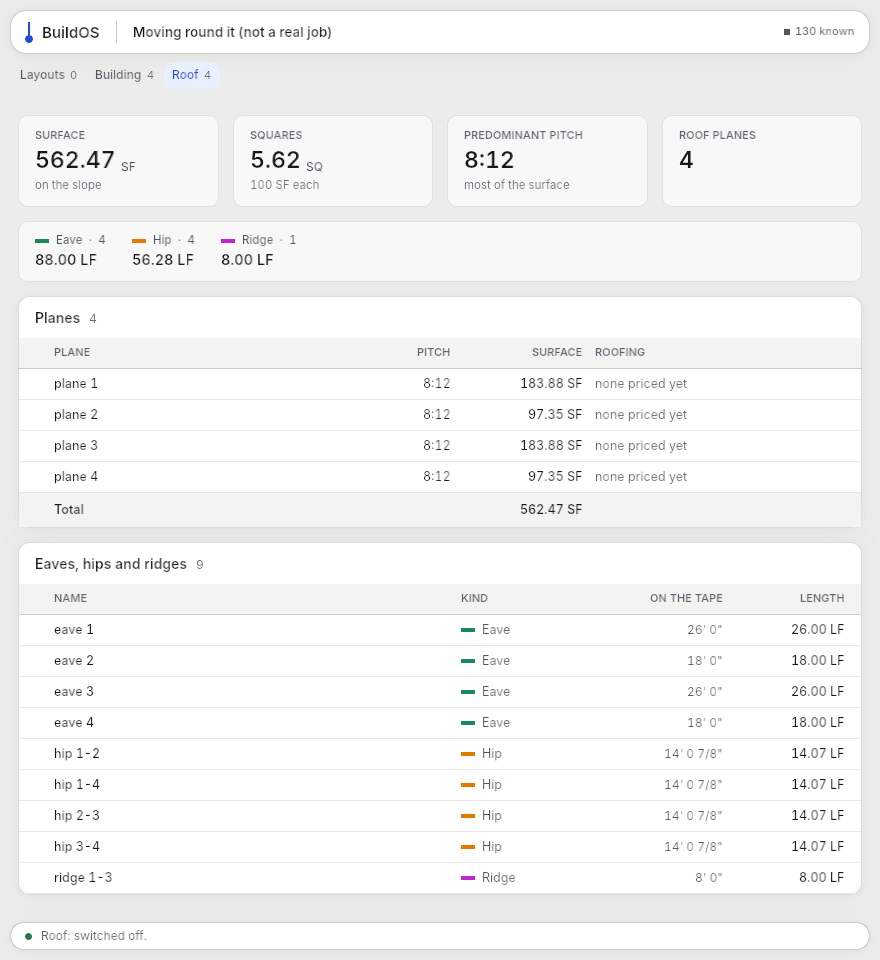 BuildOS Moving round it (not a real job) 130 known
Layouts 0 Building 4 Roof 4
SURFACE SQUARES PREDOMINANT PITCH ROOF PLANES
562.47 SF 5.62 SQ 8:12 4
on the slope 100 SF each most of the surface
Eave · 4 Hip · 4 Ridge · 1
88.00 LF 56.28 LF 8.00 LF
Planes 4
PLANE PITCH SURFACE ROOFING
plane 1 8:12 183.88 SF none priced yet
plane 2 8:12 97.35 SF none priced yet
plane 3 8:12 183.88 SF none priced yet
plane 4 8:12 97.35 SF none priced yet
Total 562.47 SF
Eaves, hips and ridges 9
NAME KIND ON THE TAPE LENGTH
eave 1 Eave 26' 0" 26.00 LF
eave 2 Eave 18' 0" 18.00 LF
eave 3 Eave 26' 0" 26.00 LF
eave 4 Eave 18' 0" 18.00 LF
hip 1-2 Hip 14' 0 7/8" 14.07 LF
hip 1-4 Hip 14' 0 7/8" 14.07 LF
hip 2-3 Hip 14' 0 7/8" 14.07 LF
hip 3-4 Hip 14' 0 7/8" 14.07 LF
ridge 1-3 Ridge 8' 0" 8.00 LF
Roof: switched off.